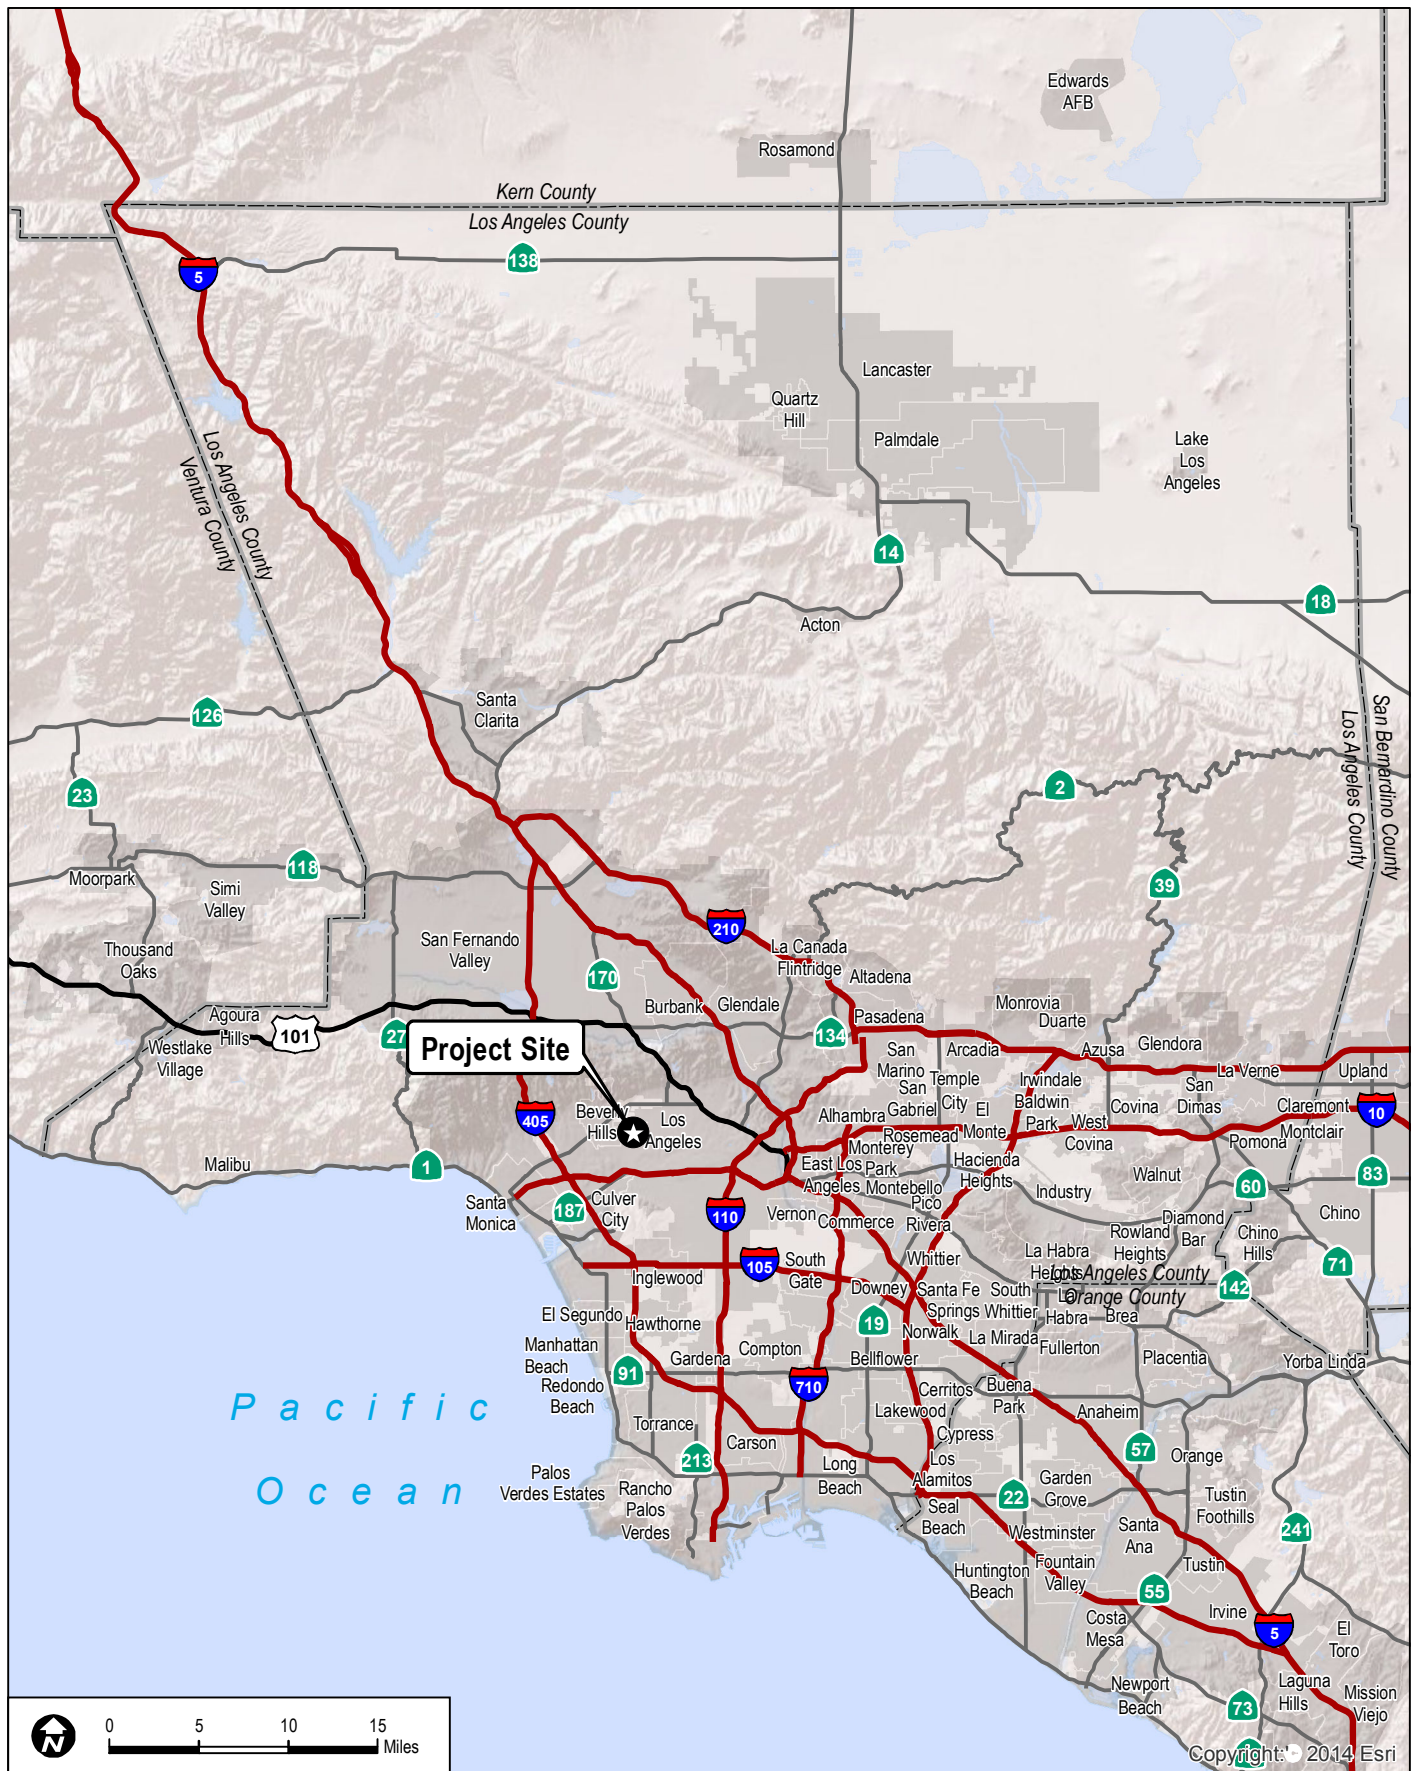 Edwards
AFB
Rosamond
Kern County
Los Angeles County
138
5
Lancaster
Quartz
Hill
Palmdale
Lake
Los
Angeles
Los Angeles County
Ventura County
14
18
Acton
Santa
Clarita
126
San Bernardino County
Los Angeles County
23
2
118
Moorpark
Simi
Valley
39
210
San Fernando
Valley
La Canada
Flintridge
Thousand
Oaks
170
Altadena
Burbank
Glendale
Monrovia
Duarte
Agoura
Hills
101
27
Pasadena
134
Westlake
Village
Project Site
San
Marino
Arcadia
Azusa
Glendora
La Verne
Upland
San
Gabriel
Temple
City
Irwindale
Baldwin
Park
San
Dimas
Covina
Claremont
10
405
Beverly
Hills
Los
Angeles
Alhambra
El
Monte
West
Covina
Rosemead
Pomona
Montclair
Monterey
Park
Malibu
1
East Los
Angeles
Hacienda
Heights
Walnut
60
83
Montebello
Industry
Santa
Monica
187
Culver
City
110
Vernon
Commerce
Pico
Rivera
Diamond
Bar
Chino
Rowland
Heights
Chino
Hills
Whittier
La Habra
Heights
71
105
South
Gate
Inglewood
Los Angeles County
Orange County
142
Downey
Santa Fe
Springs
South
Whittier
La
Habra
Brea
El Segundo
Hawthorne
19
Norwalk
La Mirada
Fullerton
Manhattan
Beach
Gardena
Compton
Bellflower
Placentia
Yorba Linda
91
710
Redondo
Beach
Cerritos
Buena
Park
Pacific
Ocean
Lakewood
Anaheim
Torrance
Carson
Cypress
57
Orange
213
Long
Beach
Los
Alamitos
Palos
Verdes Estates
Rancho
Palos
Verdes
Garden
Grove
22
Tustin
Foothills
Seal
Beach
Westminster
Santa
Ana
241
Huntington
Beach
Fountain
Valley
Tustin
55
Costa
Mesa
Irvine
5
El
Toro
Newport
Beach
Laguna
Hills
Mission
Viejo
73
0 5 10 15
Miles
N
Copyright:© 2014 Esri